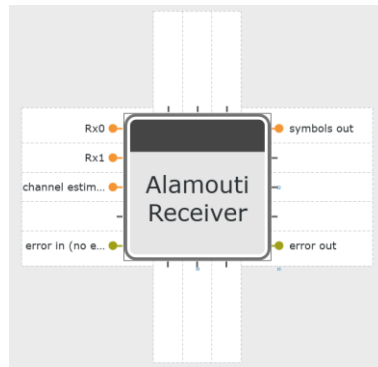 Rx0
symbols out
Rx1
channel estim...
Alamouti
Receiver
error in (no e...
error out